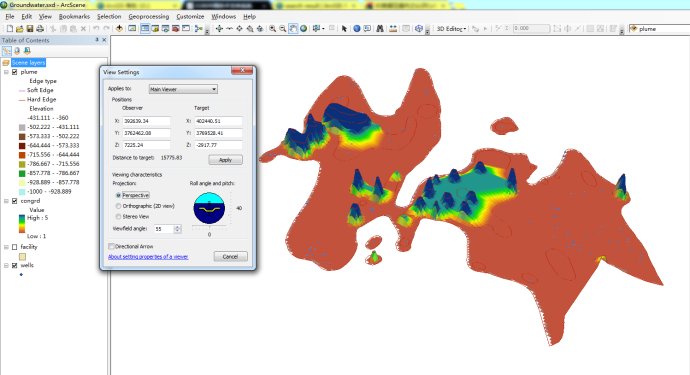 Groundwater.sxd - ArcScene
File Edit View Bookmarks Selection Geoprocessing Customize Windows Help
3D Editor
0.000
plume
Table of Contents
Scene layers
plume
Edge type
Soft Edge
Hard Edge
Elevation
-431.111 - -360
-502.222 - -431.111
-573.333 - -502.222
-644.444 - -573.333
-715.556 - -644.444
-786.667 - -715.556
-857.778 - -786.667
-928.889 - -857.778
-1000 - -928.889
congrd
Value
High : 5
Low : 1
facility
wells
View Settings
Applies to: Main Viewer
Positions
Observer Target
X: 392639.34 X: 402440.51
Y: 3762462.08 Y: 3769528.41
Z: 7225.24 Z: -2917.77
Distance to target: 15775.83 Apply
Viewing characteristics
Projection: Roll angle and pitch:
Perspective
Orthographic (2D view)
Stereo View
-40
Viewfield angle: 55
0
Directional Arrow
About setting properties of a viewer
Cancel